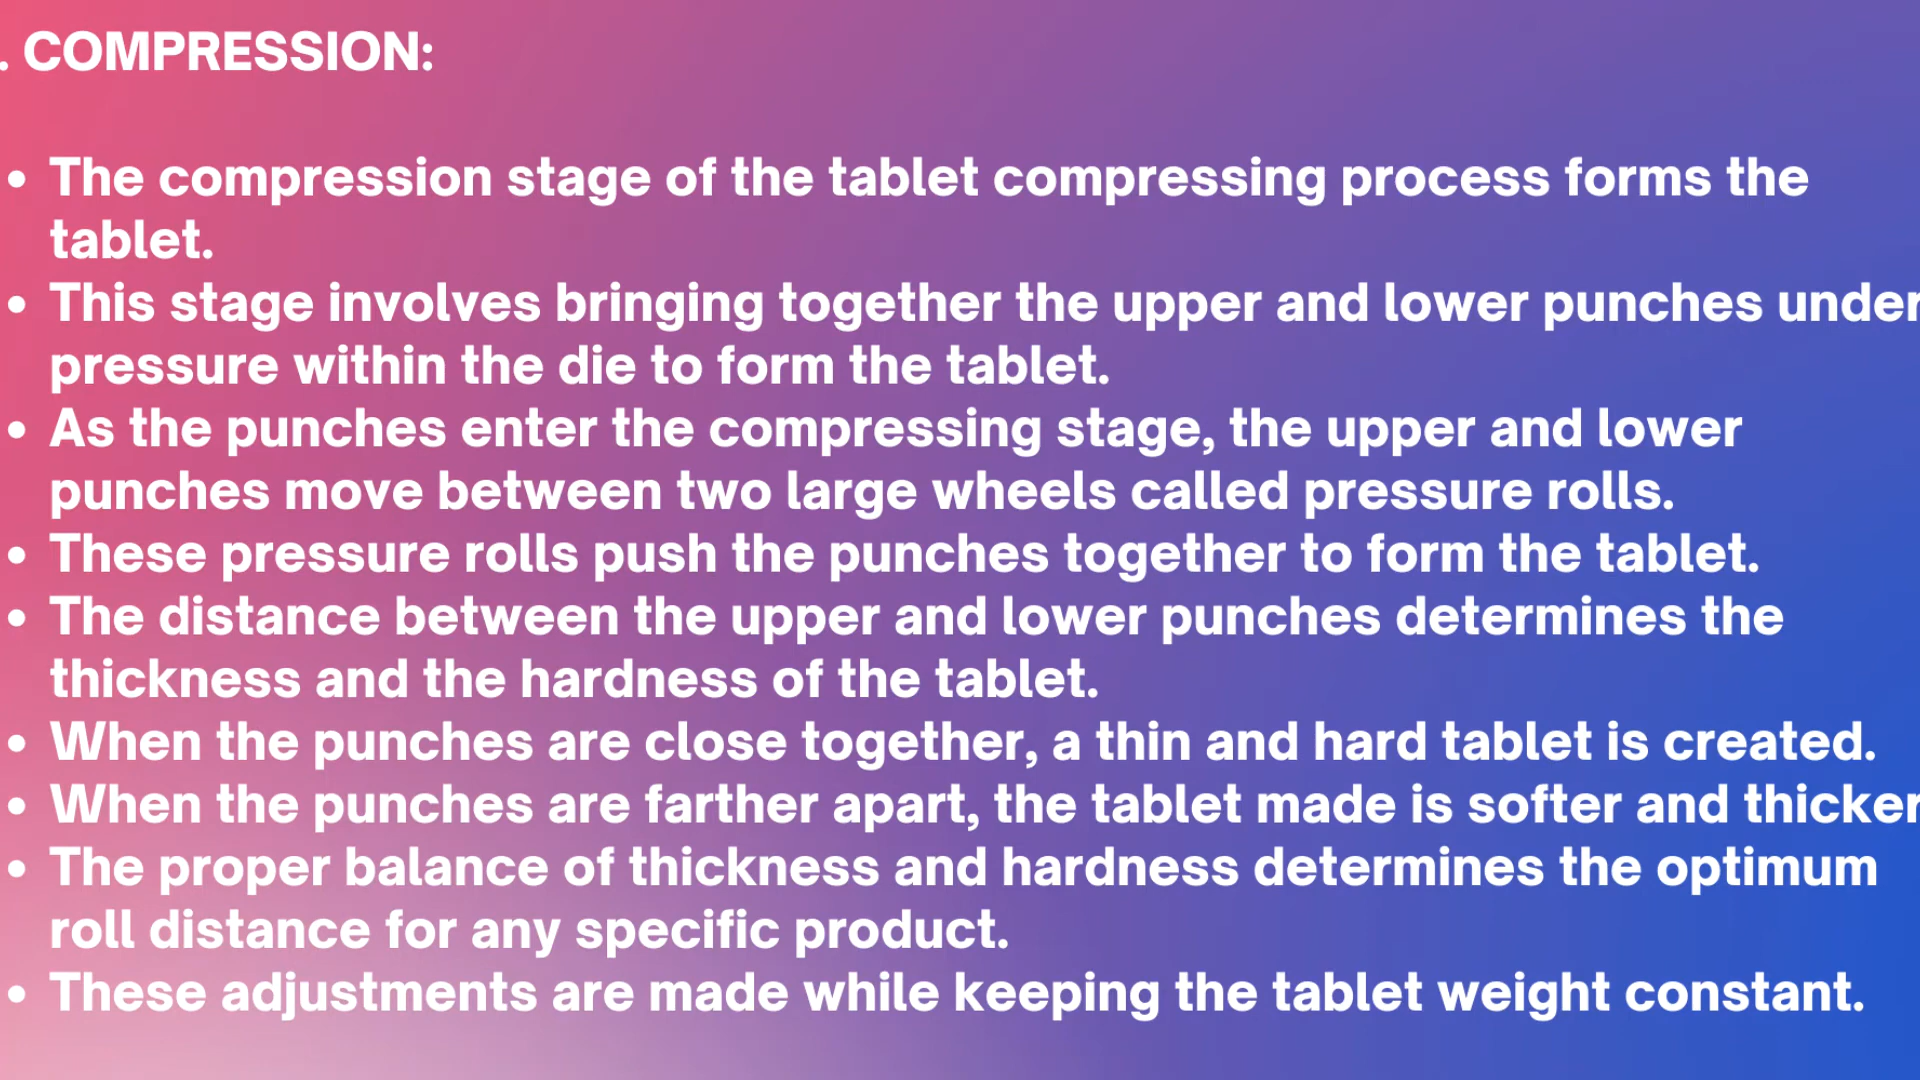 . COMPRESSION:
• The compression stage of the tablet compressing process forms the
tablet.
• This stage involves bringing together the upper and lower punches under
pressure within the die to form the tablet.
• As the punches enter the compressing stage, the upper and lower
punches move between two large wheels called pressure rolls.
• These pressure rolls push the punches together to form the tablet.
• The distance between the upper and lower punches determines the
thickness and the hardness of the tablet.
• When the punches are close together, a thin and hard tablet is created.
• When the punches are farther apart, the tablet made is softer and thicker
• The proper balance of thickness and hardness determines the optimum
roll distance for any specific product.
• These adjustments are made while keeping the tablet weight constant.